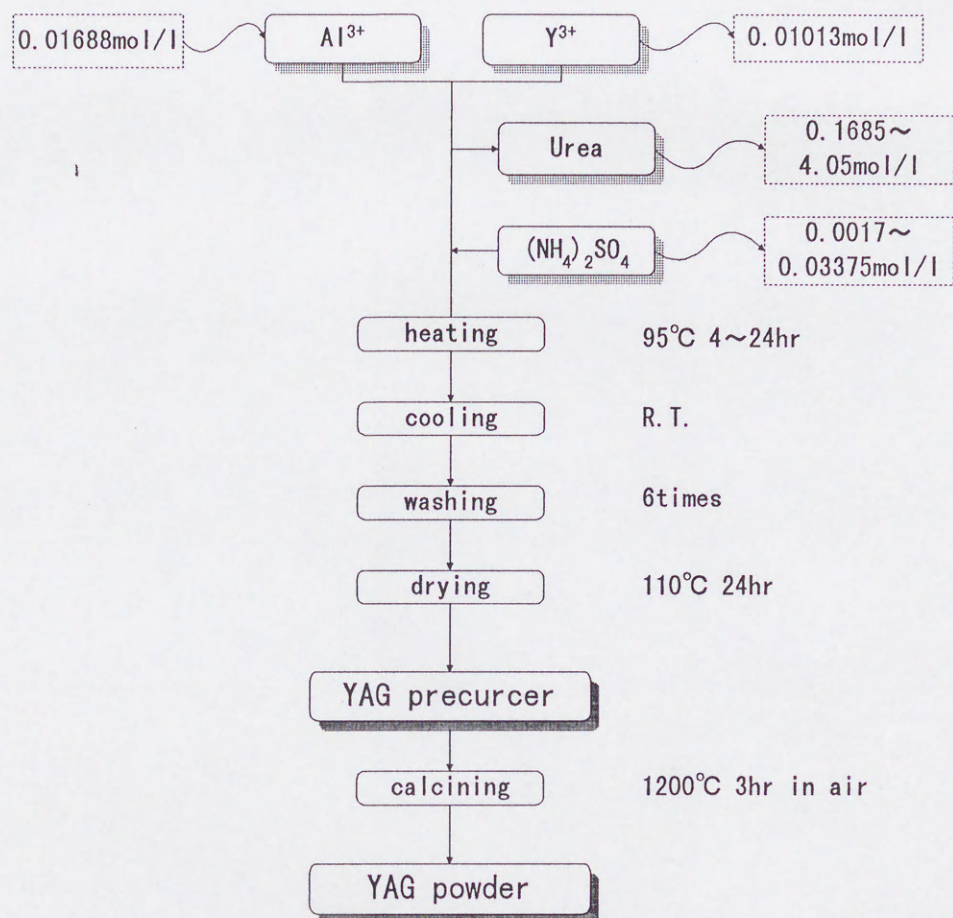 0.01688mol/l
Al³⁺
Y³⁺
0.01013mol/l
Urea
0.1685～
4.05mol/l
(NH₄)₂SO₄
0.0017～
0.03375mol/l
heating
95℃ 4～24hr
cooling
R.T.
washing
6times
drying
110℃ 24hr
YAG precurcer
calcining
1200℃ 3hr in air
YAG powder